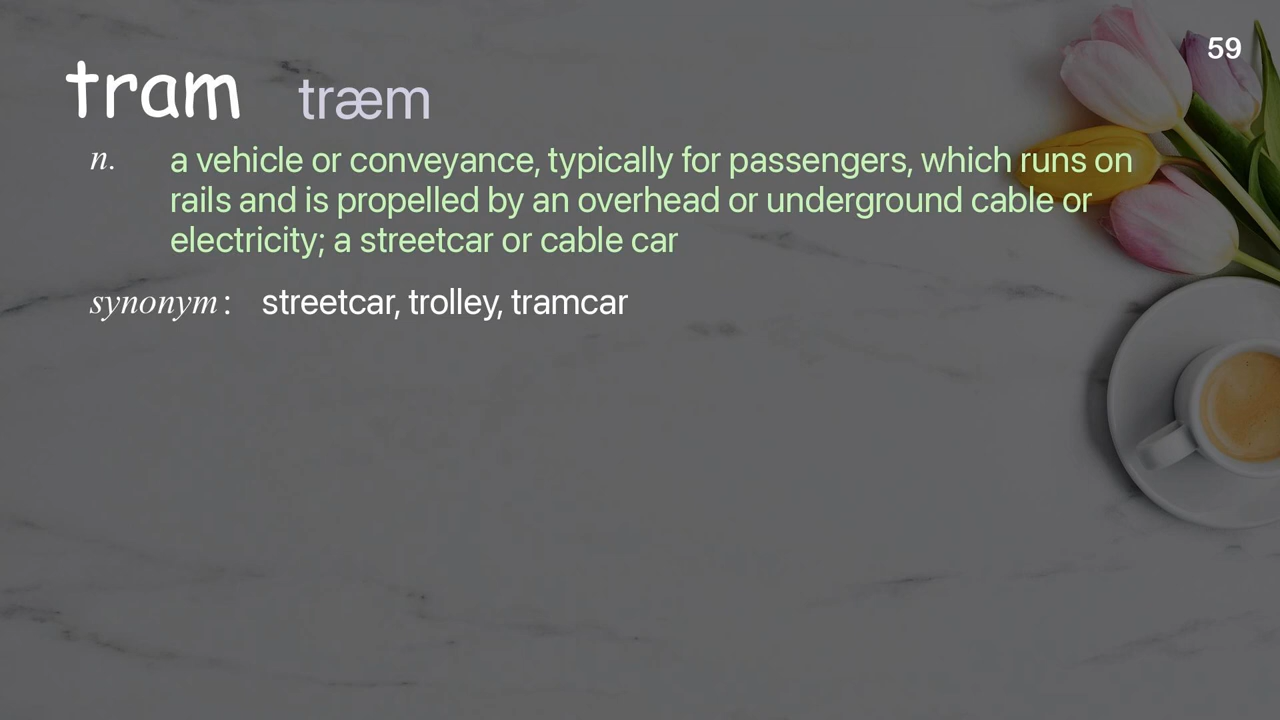 59
tram træm
n. a vehicle or conveyance, typically for passengers, which runs on
rails and is propelled by an overhead or underground cable or
electricity; a streetcar or cable car
synonym: streetcar, trolley, tramcar